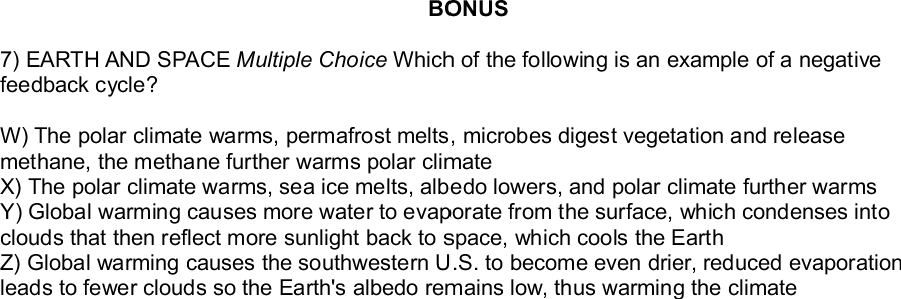 BONUS
7) EARTH AND SPACE Multiple Choice Which of the following is an example of a negative
feedback cycle?
W) The polar climate warms, permafrost melts, microbes digest vegetation and release
methane, the methane further warms polar climate
X) The polar climate warms, sea ice melts, albedo lowers, and polar climate further warms
Y) Global warming causes more water to evaporate from the surface, which condenses into
clouds that then reflect more sunlight back to space, which cools the Earth
Z) Global warming causes the southwestern U.S. to become even drier, reduced evaporation
leads to fewer clouds so the Earth's albedo remains low, thus warming the climate